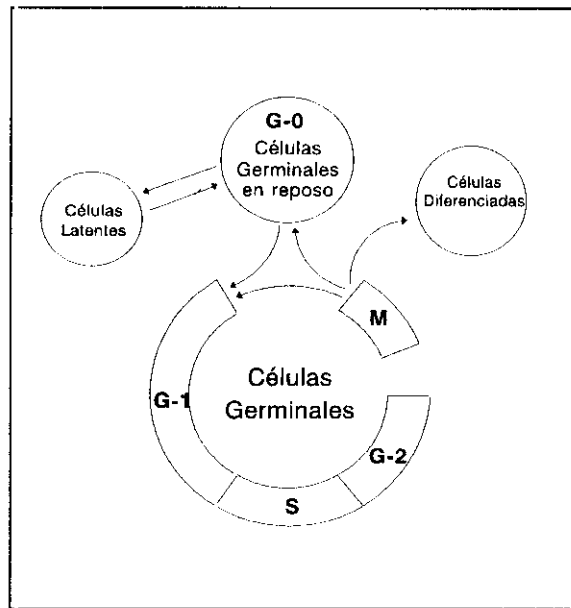 G-0
Células
Germinales
en reposo
Células
Diferenciadas
Células
Latentes
M
Células
Germinales
G-1
G-2
S